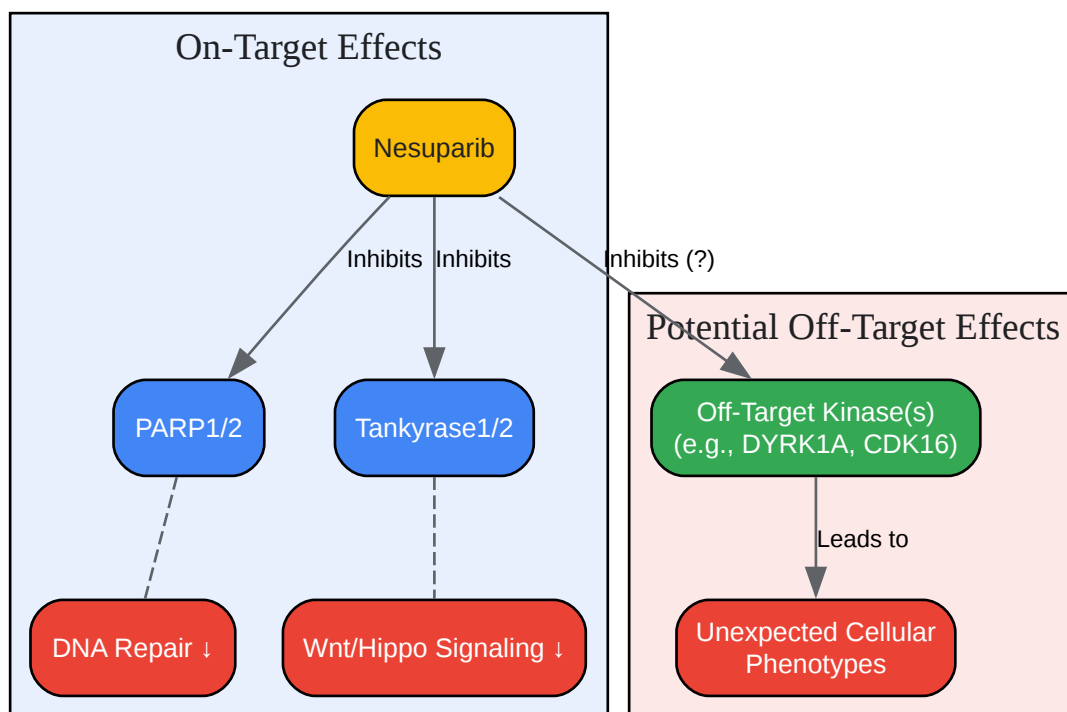 On-Target Effects
Nesuparib
Inhibits
Inhibits
Inhibits (?)
Potential Off-Target Effects
PARP1/2
Tankyrase1/2
Off-Target Kinase(s)
(e.g., DYRK1A, CDK16)
Leads to
DNA Repair ↓
Wnt/Hippo Signaling ↓
Unexpected Cellular
Phenotypes